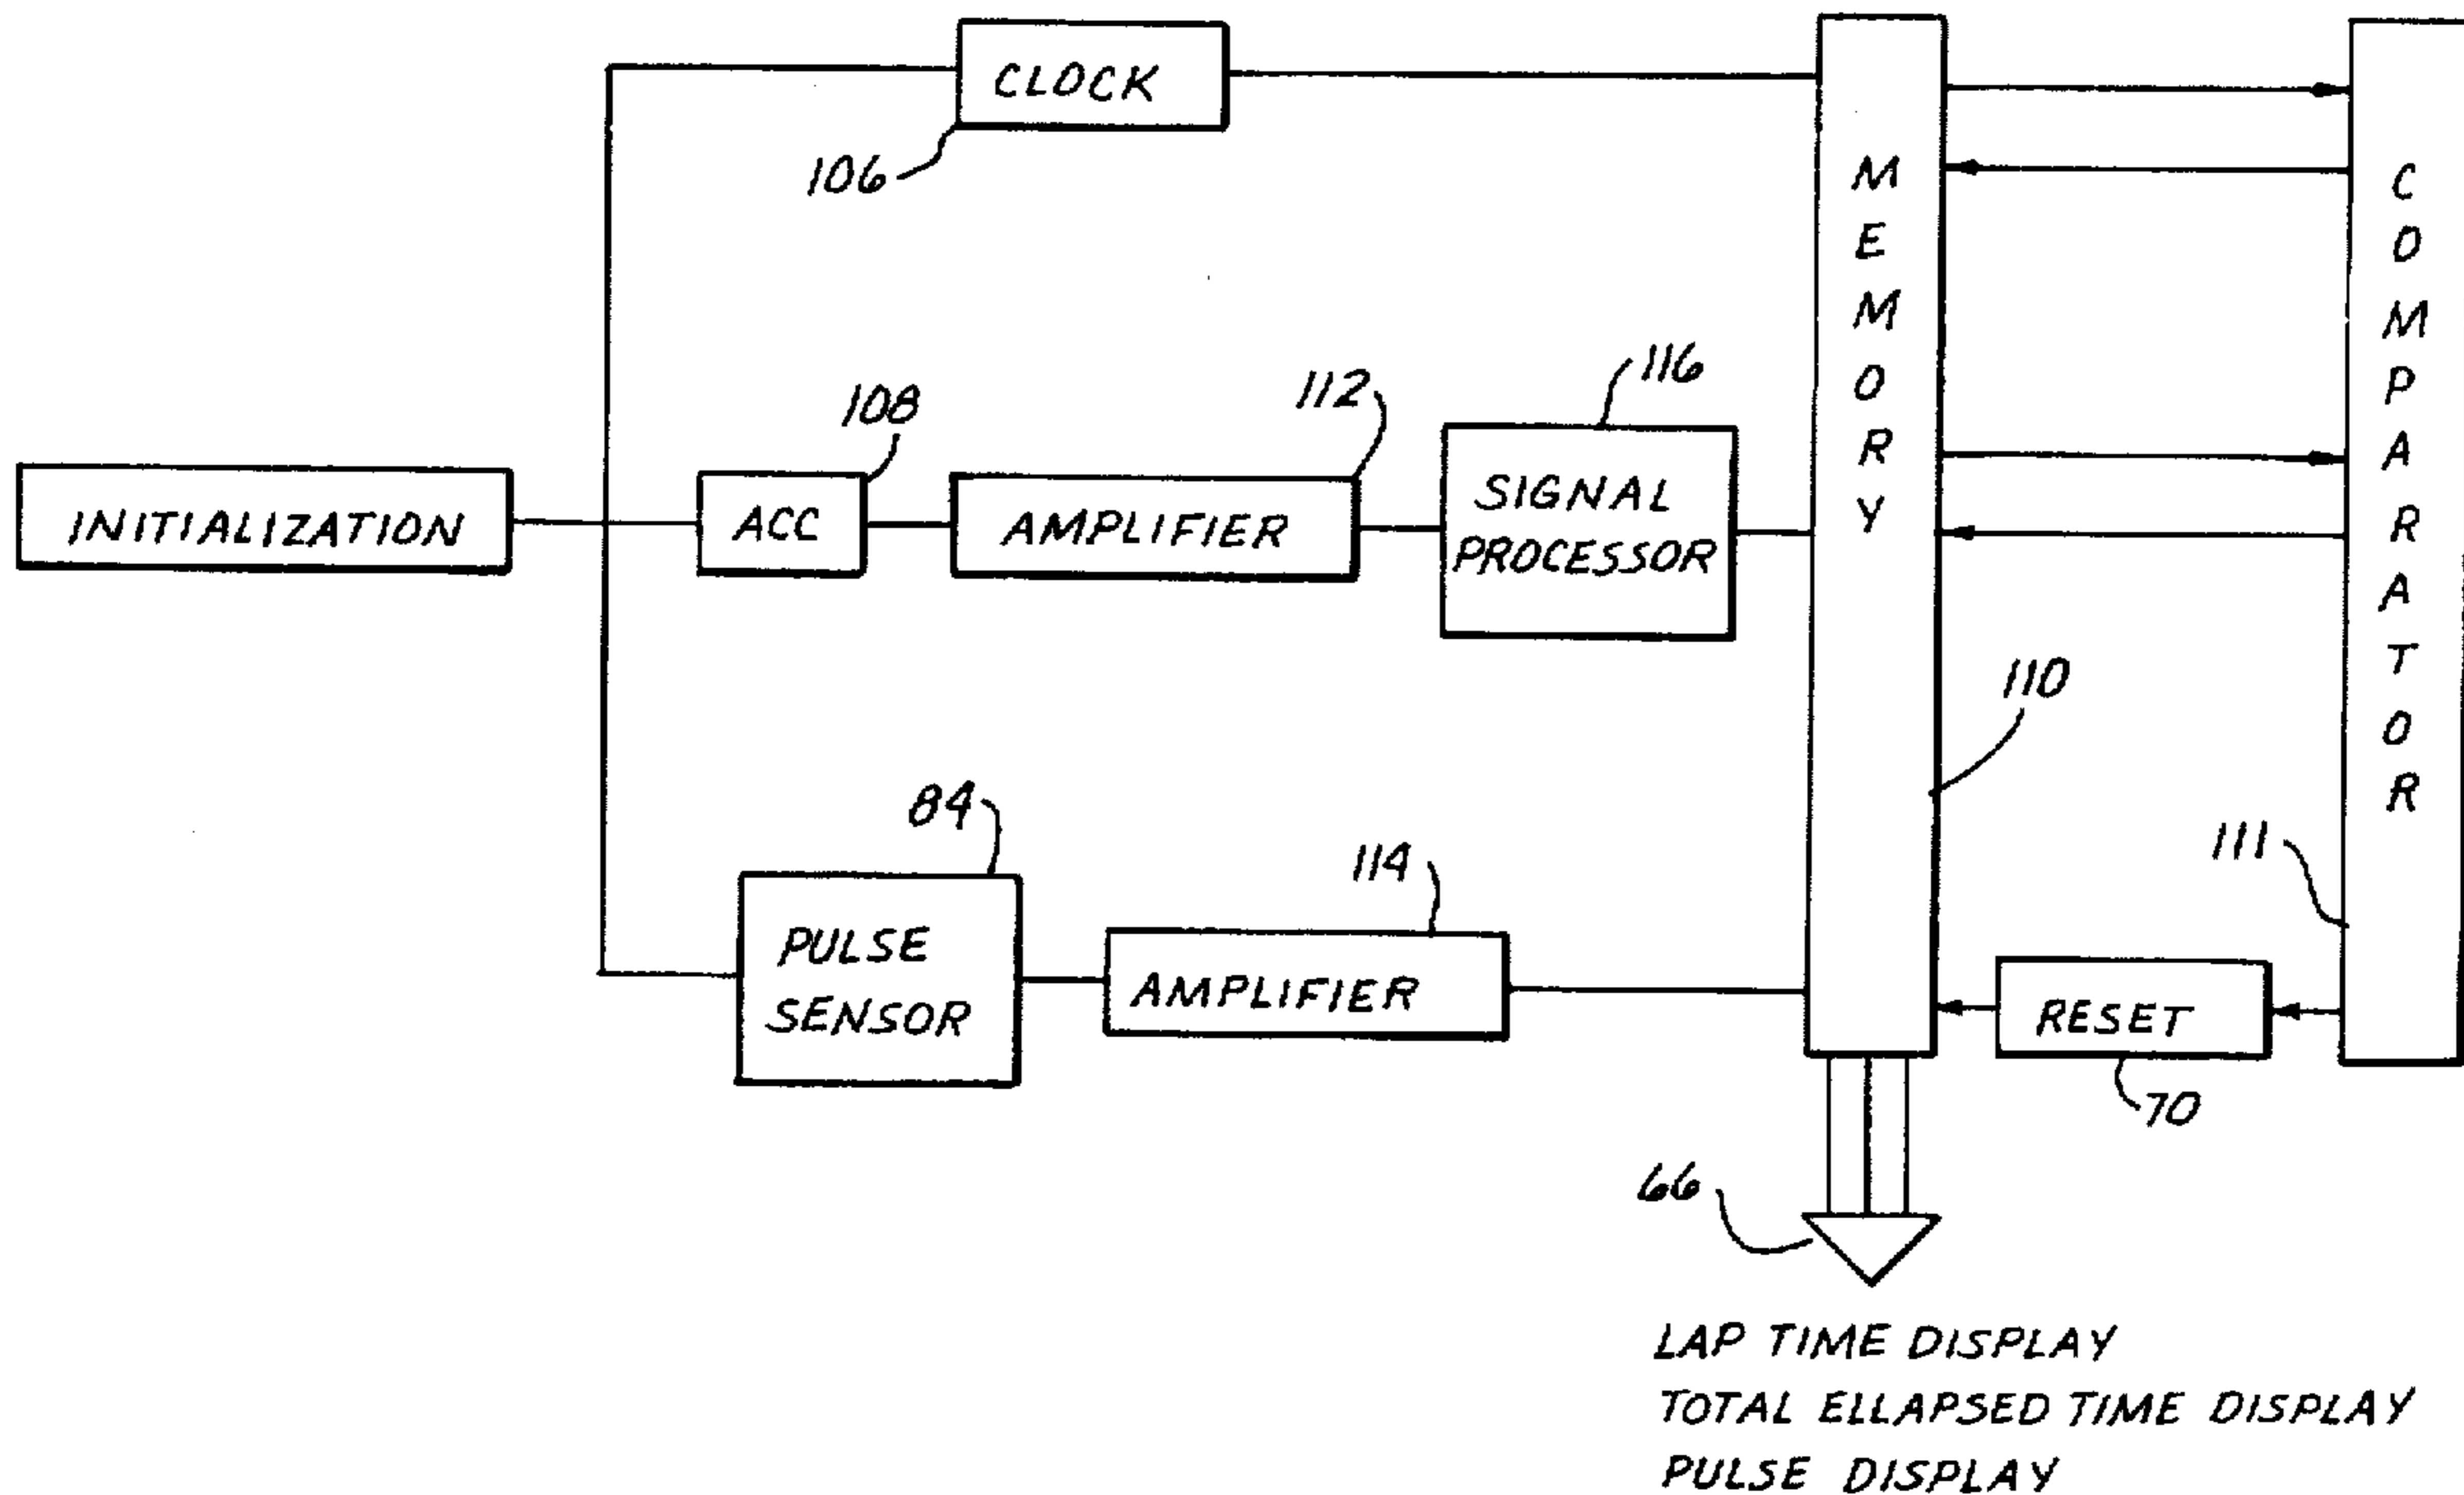 CLOCK
106
MEMORY
COMPARATOR
108
112
116
INITIALIZATION
ACC
AMPLIFIER
SIGNAL
PROCESSOR
110
84
114
111
PULSE
SENSOR
AMPLIFIER
RESET
70
66
LAP TIME DISPLAY
TOTAL ELLAPSED TIME DISPLAY
PULSE DISPLAY